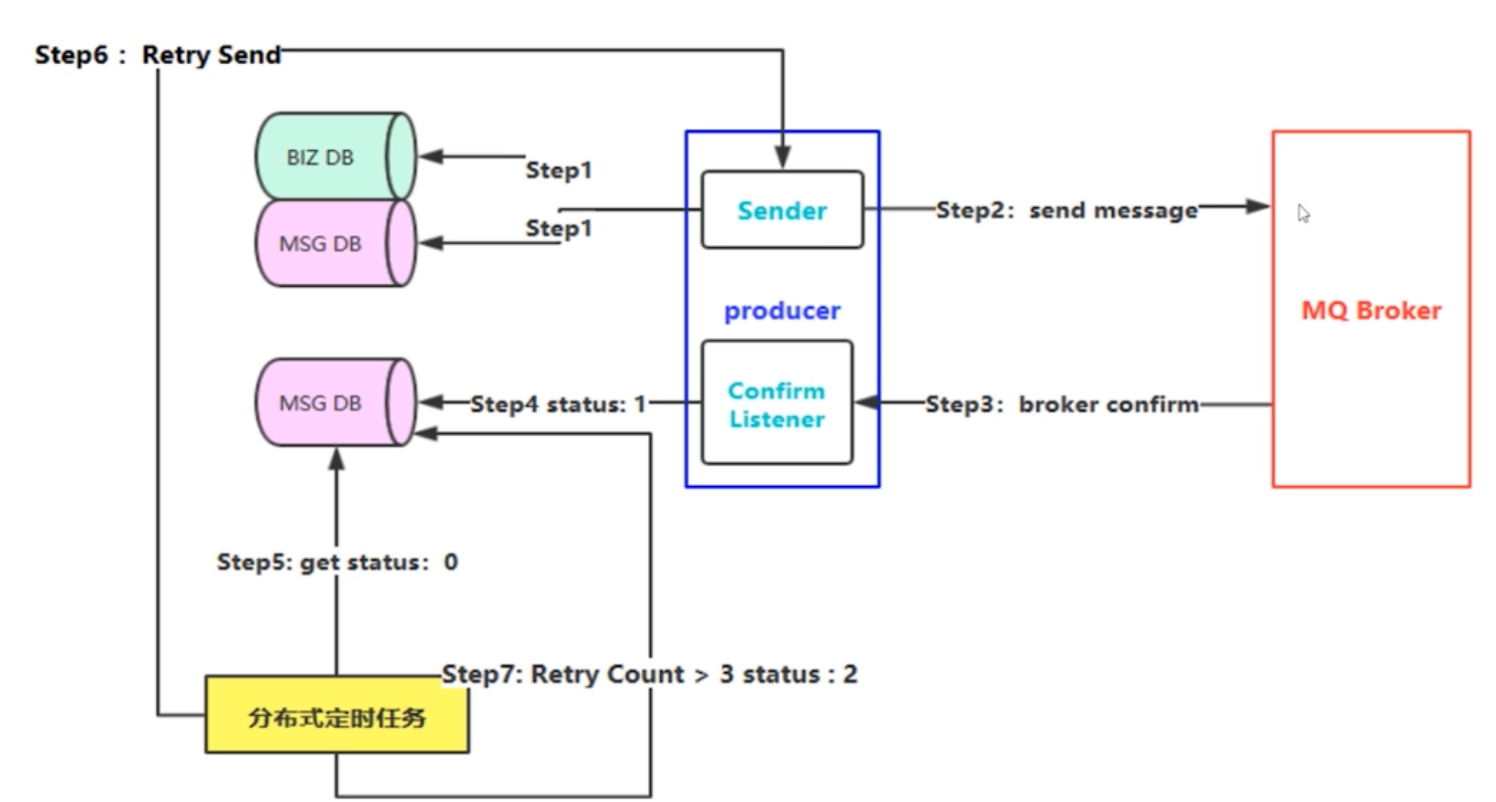 Step6： Retry Send
BIZ DB
Step1
Step1
MSG DB
Sender
Step2：send message
producer
MQ Broker
MSG DB
Step4 status: 1
Confirm
Listener
Step3：broker confirm
Step5: get status：0
Step7: Retry Count > 3 status : 2
分布式定时任务